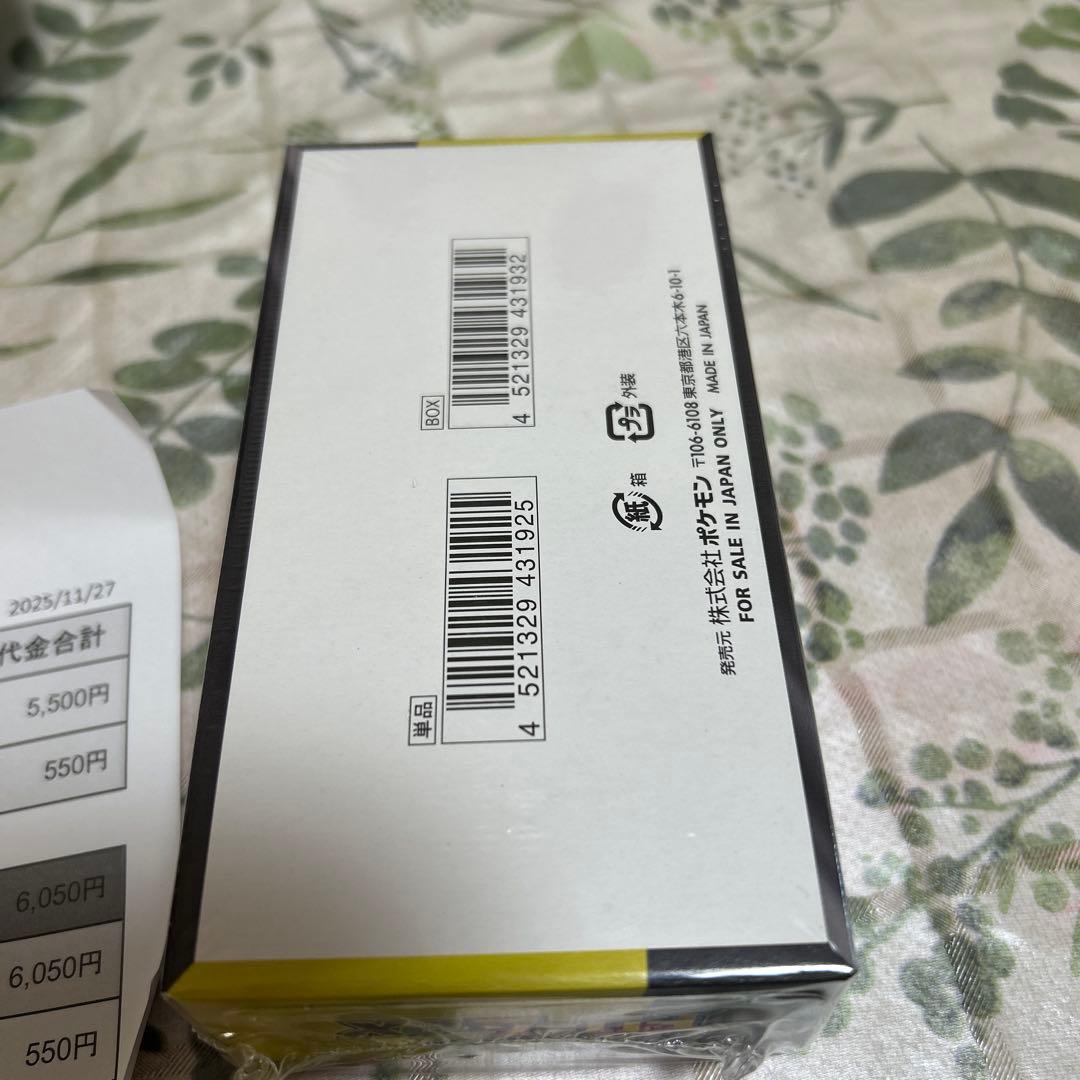 2025/11/27
代金合計
5,500円
550円
6,050円
6,050円
550円
BOX
4 521329 431932
単品
4 521329 431925
プラ 外装
紙 箱
発売元 株式会社 ポケモン 〒106-6108 東京都港区六本木6-10-1
FOR SALE IN JAPAN ONLY MADE IN JAPAN